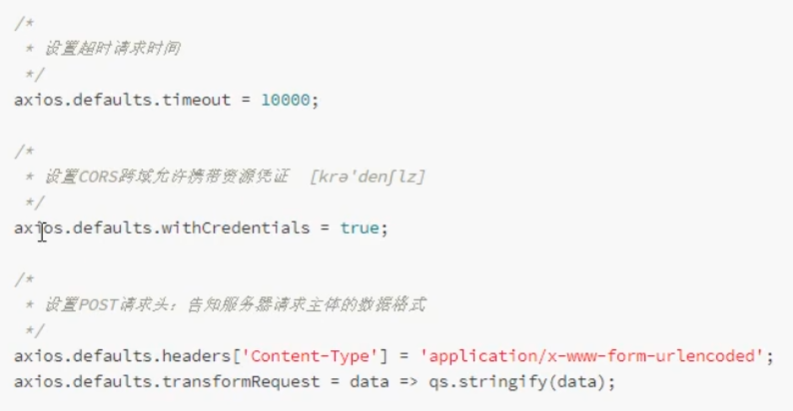 /*
* 设置超时请求时间
*/
axios.defaults.timeout = 10000;
/*
* 设置CORS跨域允许携带资源凭证 [krə'denʃlz]
*/
axios.defaults.withCredentials = true;
/*
* 设置POST请求头：告知服务器请求主体的数据格式
*/
axios.defaults.headers['Content-Type'] = 'application/x-www-form-urlencoded';
axios.defaults.transformRequest = data => qs.stringify(data);